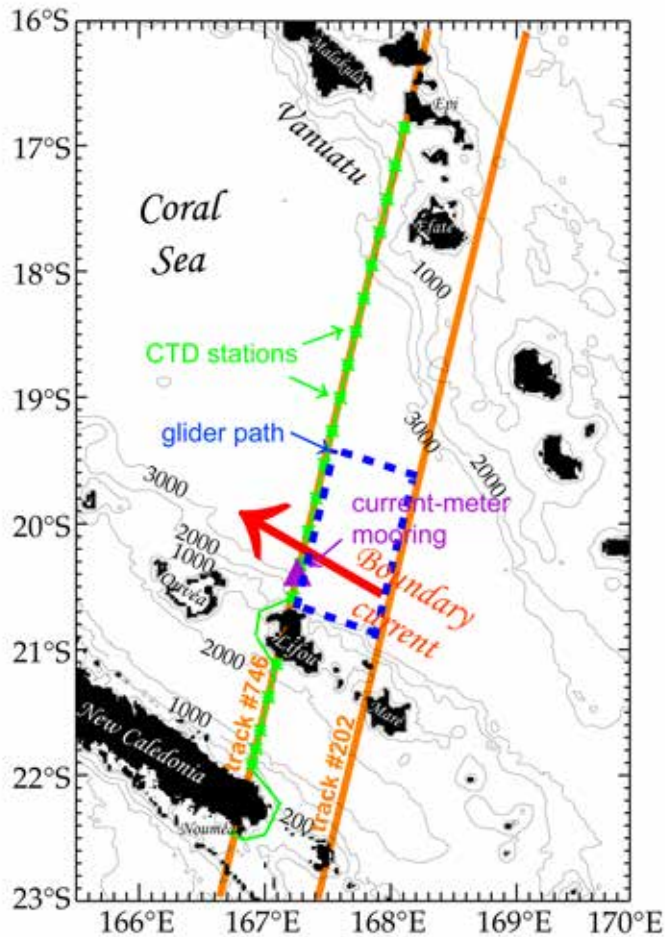 16°S
17°S
18°S
19°S
20°S
21°S
22°S
23°S
Malakula
Epi
Vanuatu
Coral
Sea
Efate
1000
CTD stations
3000
2000
glider path
3000
2000
1000
current-meter
mooring
Boundary
current
Ouvéa
Lifou
2000
Maré
track #746
1000
New Caledonia
track #202
200
Nouméa
166°E
167°E
168°E
169°E
170°E